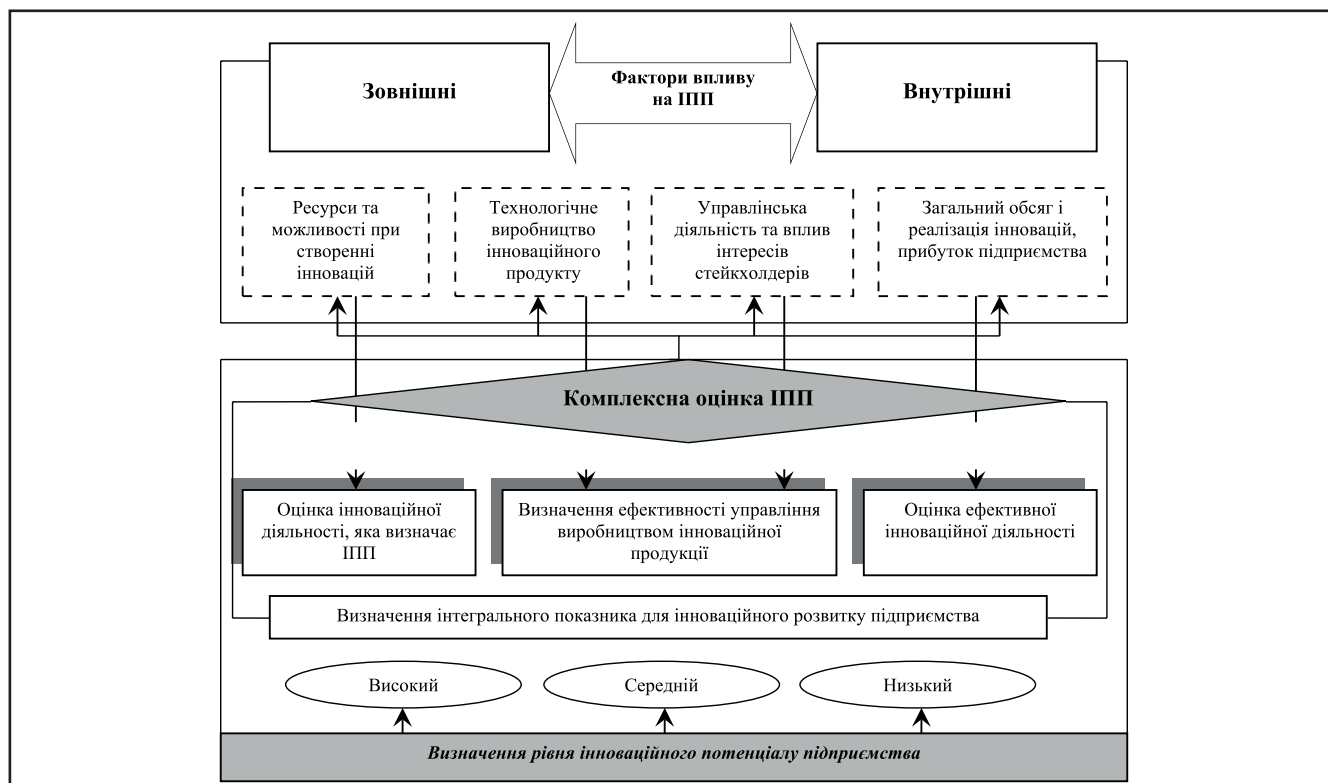 Зовнішні
Фактори впливу
на ІПП
Внутрішні
Ресурси та
можливості при
створенні
інновацій
Технологічне
виробництво
інноваційного
продукту
Управлінська
діяльність та вплив
інтересів
стейкхолдерів
Загальний обсяг і
реалізація інновацій,
прибуток підприємства
Комплексна оцінка ІПП
Оцінка інноваційної
діяльності, яка визначає
ІПП
Визначення ефективності управління
виробництвом інноваційної
продукції
Оцінка ефективної
інноваційної діяльності
Визначення інтегрального показника для інноваційного розвитку підприємства
Високий
Середній
Низький
Визначення рівня інноваційного потенціалу підприємства